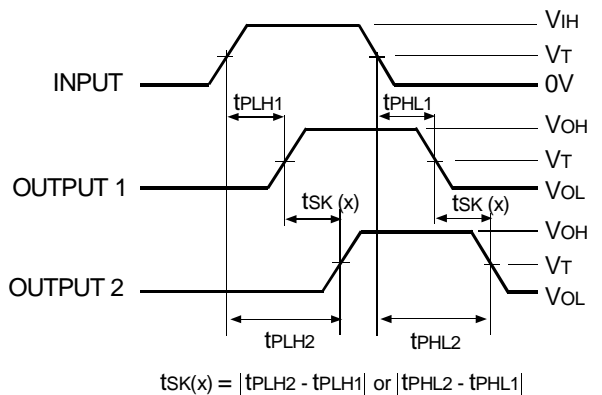 VIH
VT
INPUT
0V
tPLH1
tPHL1
VOH
VT
OUTPUT 1
VOL
tSK (x)
tSK (x)
VOH
VT
OUTPUT 2
VOL
tPLH2
tPHL2
tSK(x) = |tPLH2 - tPLH1| or |tPHL2 - tPHL1|